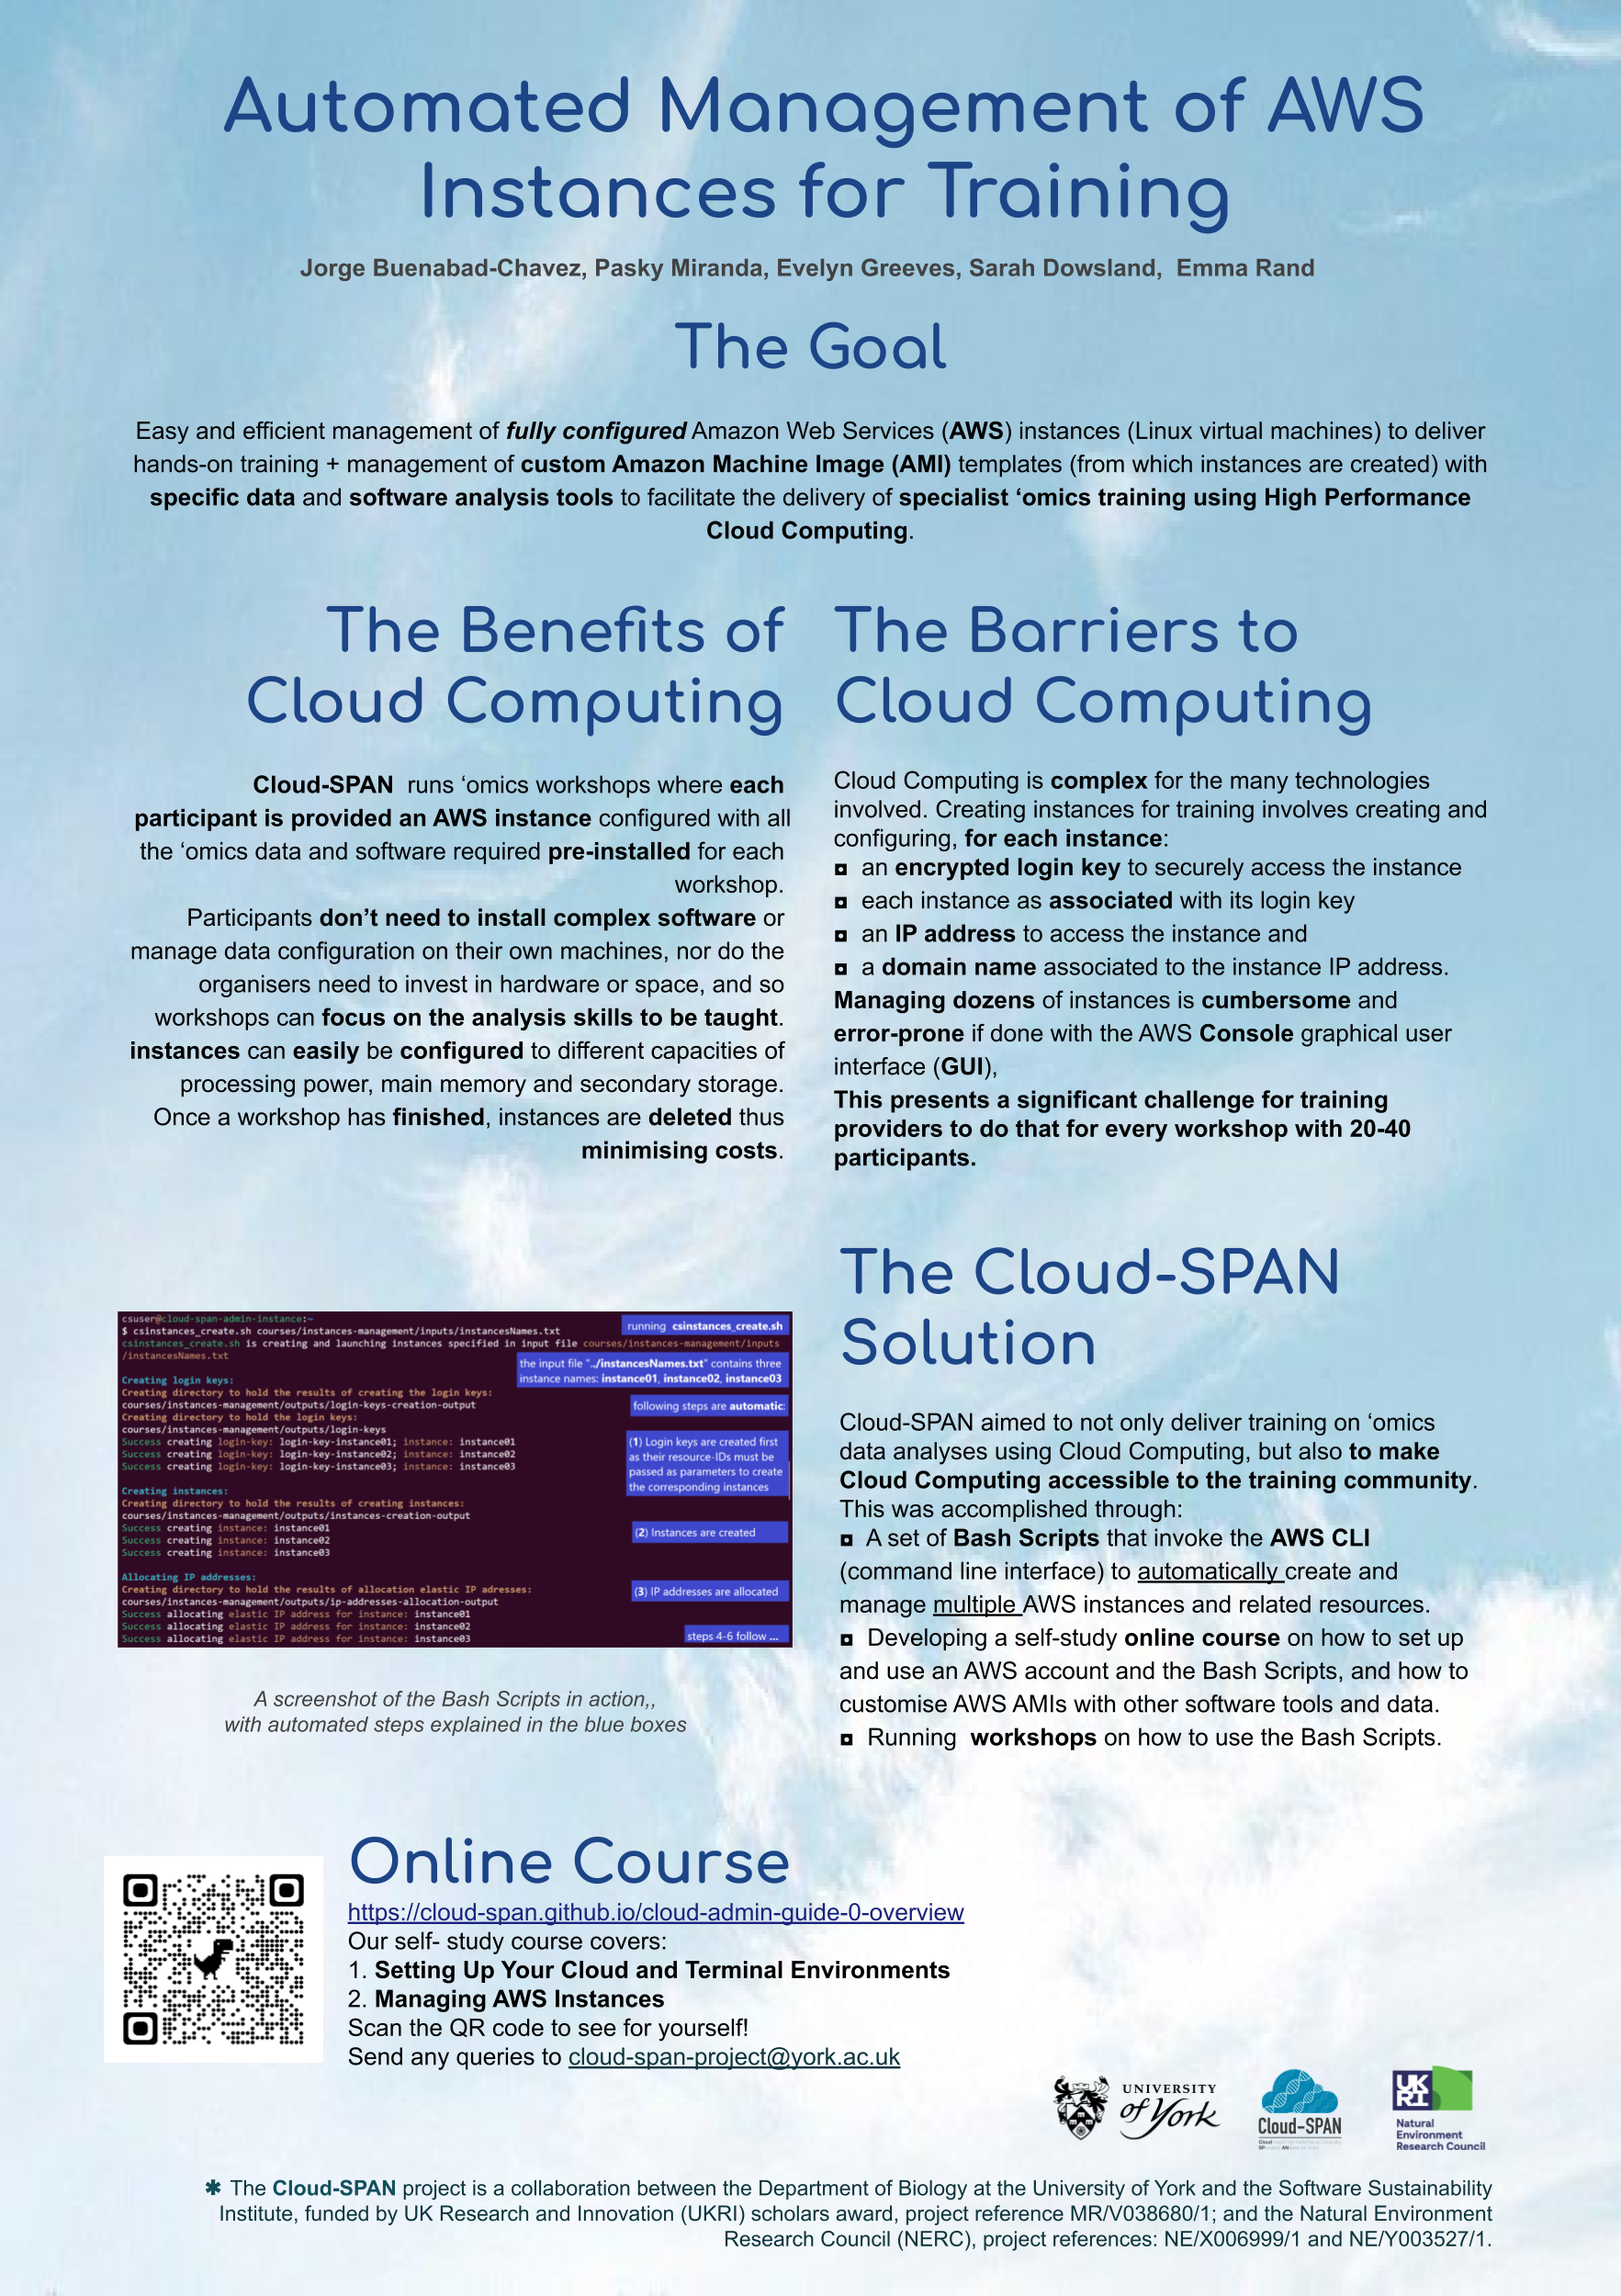 Automated Management of AWS
Instances for Training
Jorge Buenabad-Chavez, Pasky Miranda, Evelyn Greeves, Sarah Dowsland,  Emma Rand
The Goal
Easy and efficient management of fully configured Amazon Web Services (AWS) instances (Linux virtual machines) to deliver
hands-on training + management of custom Amazon Machine Image (AMI) templates (from which instances are created) with
specific data and software analysis tools to facilitate the delivery of specialist ‘omics training using High Performance
Cloud Computing.
The Benefits of
Cloud Computing
Cloud-SPAN  runs ‘omics workshops where each
participant is provided an AWS instance configured with all
the ‘omics data and software required pre-installed for each
workshop.
Participants don’t need to install complex software or
manage data configuration on their own machines, nor do the
organisers need to invest in hardware or space, and so
workshops can focus on the analysis skills to be taught.
instances can easily be configured to different capacities of
processing power, main memory and secondary storage.
Once a workshop has finished, instances are deleted thus
minimising costs.
The Barriers to
Cloud Computing
Cloud Computing is complex for the many technologies
involved. Creating instances for training involves creating and
configuring, for each instance:
◘ an encrypted login key to securely access the instance
◘ each instance as associated with its login key
◘ an IP address to access the instance and
◘ a domain name associated to the instance IP address.
Managing dozens of instances is cumbersome and
error-prone if done with the AWS Console graphical user
interface (GUI),
This presents a significant challenge for training
providers to do that for every workshop with 20-40
participants.
csuser@cloud-span-admin-instance:~
$ csinstances_create.sh courses/instances-management/inputs/instancesNames.txt
running csinstances_create.sh
csinstances_create.sh is creating and launching instances specified in input file courses/instances-management/inputs
/instancesNames.txt
the input file "../instancesNames.txt" contains three
instance names: instance01, instance02, instance03
Creating login keys:
Creating directory to hold the results of creating the login keys:
courses/instances-management/outputs/login-keys-creation-output
following steps are automatic:
Creating directory to hold the login keys:
courses/instances-management/outputs/login-keys
Success creating login-key: login-key-instance01; instance: instance01
Success creating login-key: login-key-instance02; instance: instance02
Success creating login-key: login-key-instance03; instance: instance03
(1) Login keys are created first
as their resource-IDs must be
passed as parameters to create
the corresponding instances
Creating instances:
Creating directory to hold the results of creating instances:
courses/instances-management/outputs/instances-creation-output
Success creating instance: instance01
Success creating instance: instance02
Success creating instance: instance03
(2) Instances are created
Allocating IP addresses:
Creating directory to hold the results of allocation elastic IP adresses:
courses/instances-management/outputs/ip-addresses-allocation-output
(3) IP addresses are allocated
Success allocating elastic IP address for instance: instance01
Success allocating elastic IP address for instance: instance02
Success allocating elastic IP address for instance: instance03
steps 4-6 follow ...
A screenshot of the Bash Scripts in action,,
with automated steps explained in the blue boxes
The Cloud-SPAN
Solution
Cloud-SPAN aimed to not only deliver training on ‘omics
data analyses using Cloud Computing, but also to make
Cloud Computing accessible to the training community.
This was accomplished through:
◘ A set of Bash Scripts that invoke the AWS CLI
(command line interface) to automatically create and
manage multiple AWS instances and related resources.
◘ Developing a self-study online course on how to set up
and use an AWS account and the Bash Scripts, and how to
customise AWS AMIs with other software tools and data.
◘ Running  workshops on how to use the Bash Scripts.
Online Course
https://cloud-span.github.io/cloud-admin-guide-0-overview
Our self- study course covers:
1. Setting Up Your Cloud and Terminal Environments
2. Managing AWS Instances
Scan the QR code to see for yourself!
Send any queries to cloud-span-project@york.ac.uk
UNIVERSITY
of York
Cloud-SPAN
UKRI
Natural
Environment
Research Council
✱ The Cloud-SPAN project is a collaboration between the Department of Biology at the University of York and the Software Sustainability
Institute, funded by UK Research and Innovation (UKRI) scholars award, project reference MR/V038680/1; and the Natural Environment
Research Council (NERC), project references: NE/X006999/1 and NE/Y003527/1.